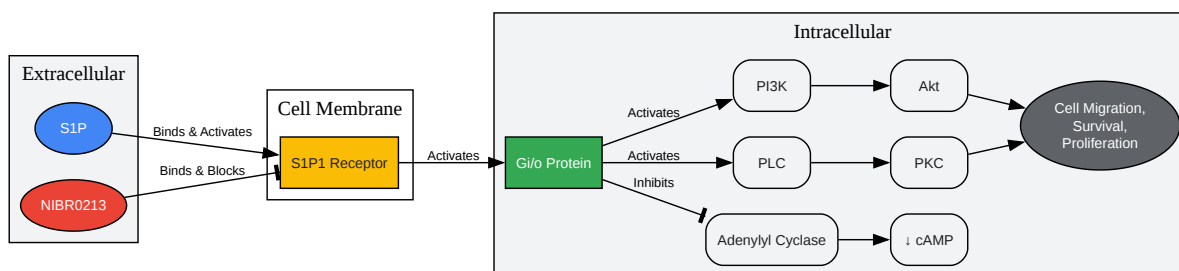 Extracellular
S1P
NIBR0213
Binds & Activates
Binds & Blocks
Cell Membrane
S1P1 Receptor
Activates
Intracellular
Gi/o Protein
Activates
Activates
Inhibits
PI3K
Akt
PLC
PKC
Adenylyl Cyclase
↓ cAMP
Cell Migration,
Survival,
Proliferation